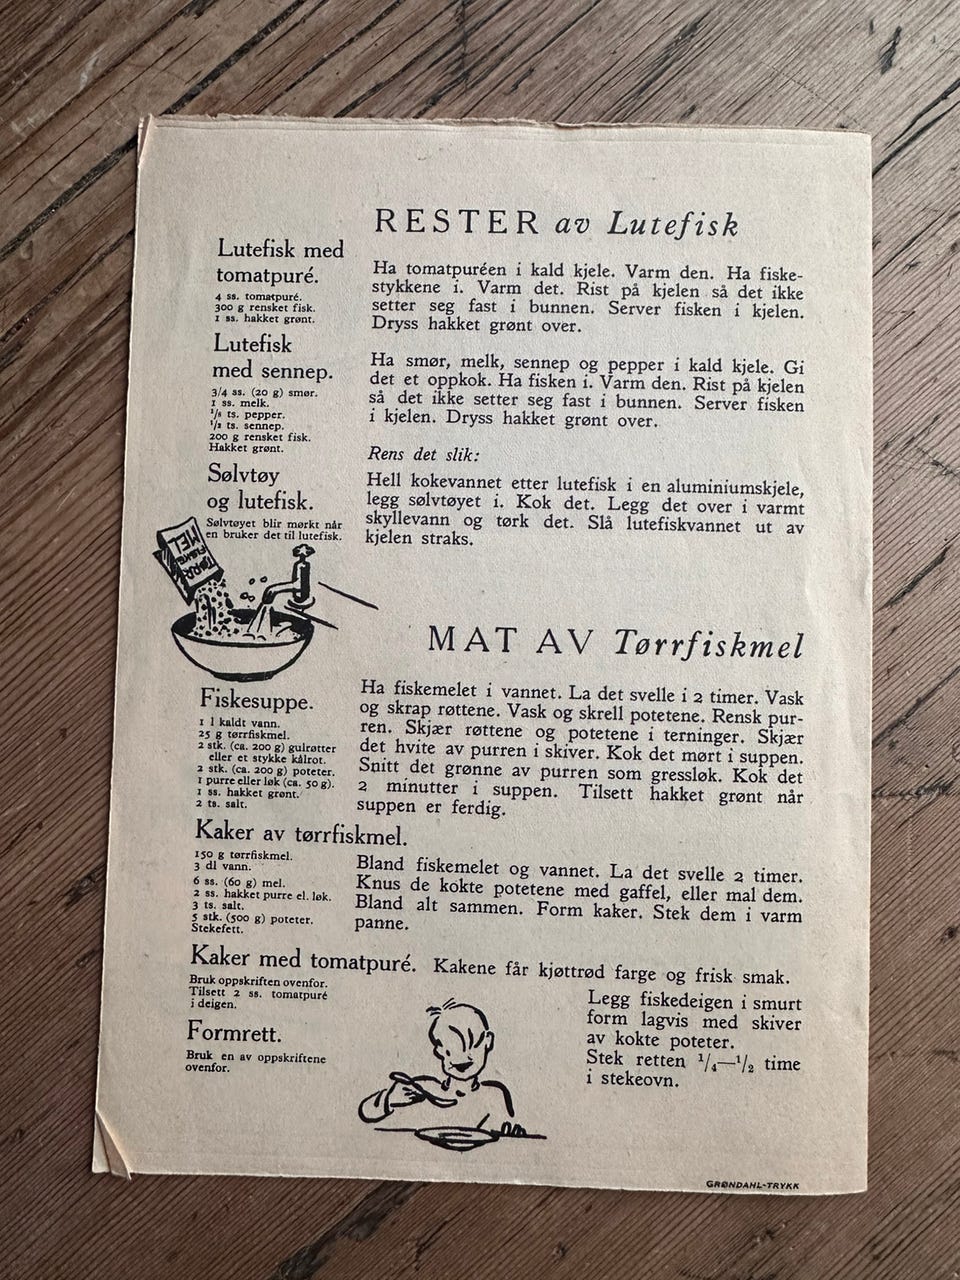 RESTER av Lutefisk
Lutefisk med
tomatpuré.
4 ss. tomatpuré.
300 g rensket fisk.
1 ss. hakket grønt.
Ha tomatpuréen i kald kjele. Varm den. Ha fiske-
stykkene i. Varm det. Rist på kjelen så det ikke
setter seg fast i bunnen. Server fisken i kjelen.
Dryss hakket grønt over.
Lutefisk
med sennep.
3/4 ss. (20 g) smør.
1 ss. melk.
1/8 ts. pepper.
1/2 ts. sennep.
200 g rensket fisk.
Hakket grønt.
Ha smør, melk, sennep og pepper i kald kjele. Gi
det et oppkok. Ha fisken i. Varm den. Rist på kjelen
så det ikke setter seg fast i bunnen. Server fisken
i kjelen. Dryss hakket grønt over.
Sølvtøy
og lutefisk.
Sølvtøyet blir mørkt når
en bruker det til lutefisk.
Rens det slik:
Hell kokevannet etter lutefisk i en aluminiumskjele,
legg sølvtøyet i. Kok det. Legg det over i varmt
skyllevann og tørk det. Slå lutefiskvannet ut av
kjelen straks.
TØRR
FISKE
MEL
MAT AV Tørrfiskmel
Fiskesuppe.
1 l kaldt vann.
25 g tørrfiskmel.
2 stk. (ca. 200 g) gulrøtter
eller et stykke kålrot.
2 stk. (ca. 200 g) poteter.
1 purre eller løk (ca. 50 g).
1 ss. hakket grønt.
2 ts. salt.
Ha fiskemelet i vannet. La det svelle i 2 timer. Vask
og skrap røttene. Vask og skrell potetene. Rensk pur-
ren. Skjær røttene og potetene i terninger. Skjær
det hvite av purren i skiver. Kok det mørt i suppen.
Snitt det grønne av purren som gressløk. Kok det
2 minutter i suppen. Tilsett hakket grønt når
suppen er ferdig.
Kaker av tørrfiskmel.
150 g tørrfiskmel.
3 dl vann.
6 ss. (60 g) mel.
2 ss. hakket purre el. løk.
3 ts. salt.
5 stk. (500 g) poteter.
Stekefett.
Bland fiskemelet og vannet. La det svelle 2 timer.
Knus de kokte potetene med gaffel, eller mal dem.
Bland alt sammen. Form kaker. Stek dem i varm
panne.
Kaker med tomatpuré. Kakene får kjøttrød farge og frisk smak.
Bruk oppskriften ovenfor.
Tilsett 2 ss. tomatpuré
i deigen.
Formrett.
Bruk en av oppskriftene
ovenfor.
Legg fiskedeigen i smurt
form lagvis med skiver
av kokte poteter.
Stek retten 1/4—1/2 time
i stekeovn.
GRØNDAHL-TRYKK